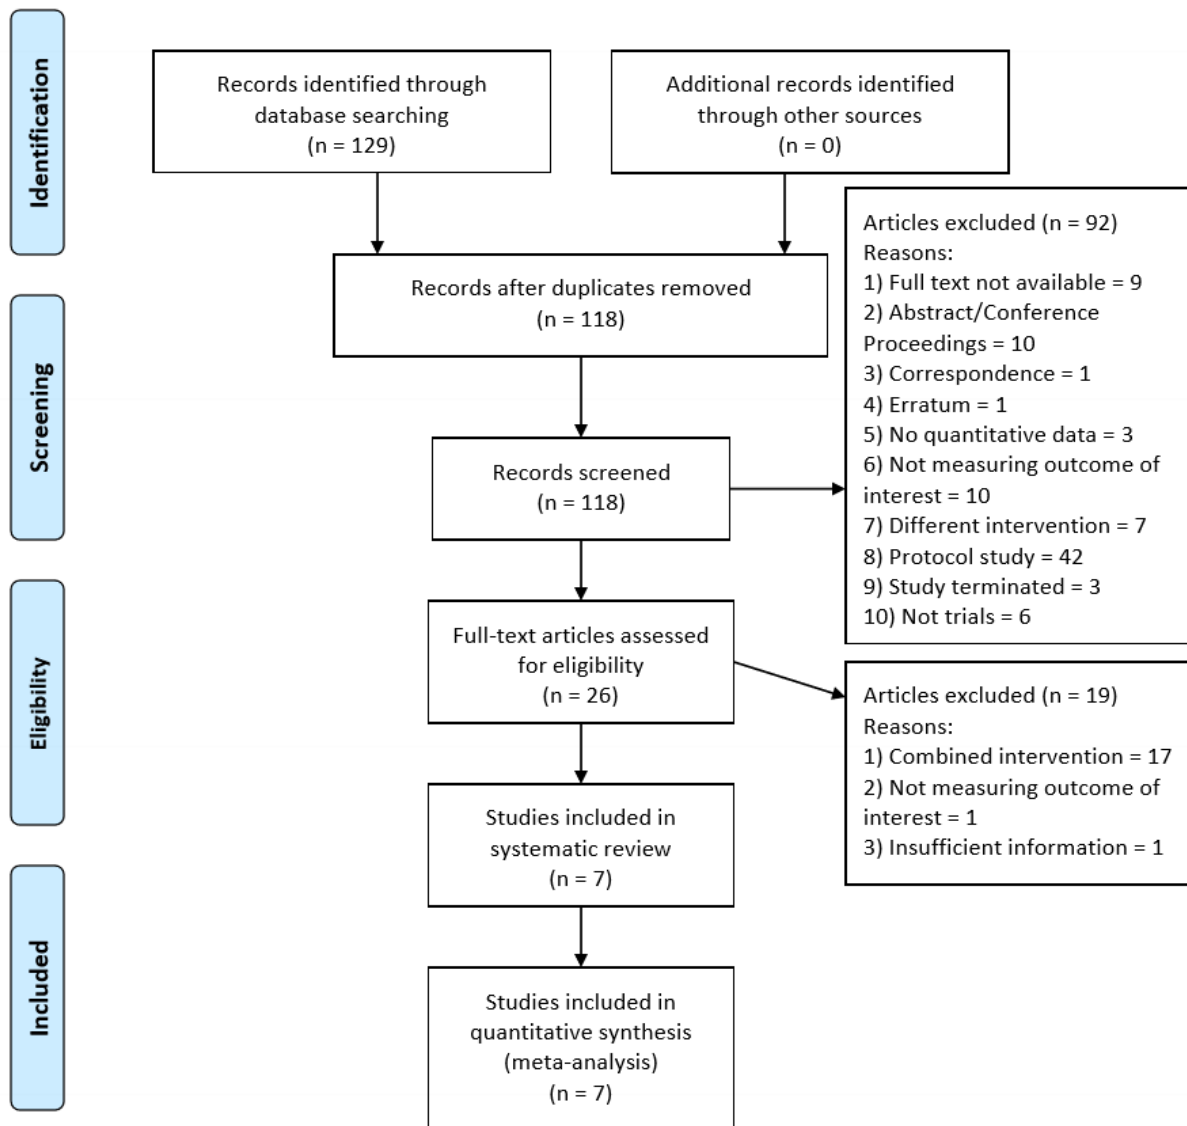 Identification
Records identified through
database searching
(n = 129)
Additional records identified
through other sources
(n = 0)
Records after duplicates removed
(n = 118)
Screening
Records screened
(n = 118)
Articles excluded (n = 92)
Reasons:
1) Full text not available = 9
2) Abstract/Conference
Proceedings = 10
3) Correspondence = 1
4) Erratum = 1
5) No quantitative data = 3
6) Not measuring outcome of
interest = 10
7) Different intervention = 7
8) Protocol study = 42
9) Study terminated = 3
10) Not trials = 6
Eligibility
Full-text articles assessed
for eligibility
(n = 26)
Articles excluded (n = 19)
Reasons:
1) Combined intervention = 17
2) Not measuring outcome of
interest = 1
3) Insufficient information = 1
Studies included in
systematic review
(n = 7)
Included
Studies included in
quantitative synthesis
(meta-analysis)
(n = 7)